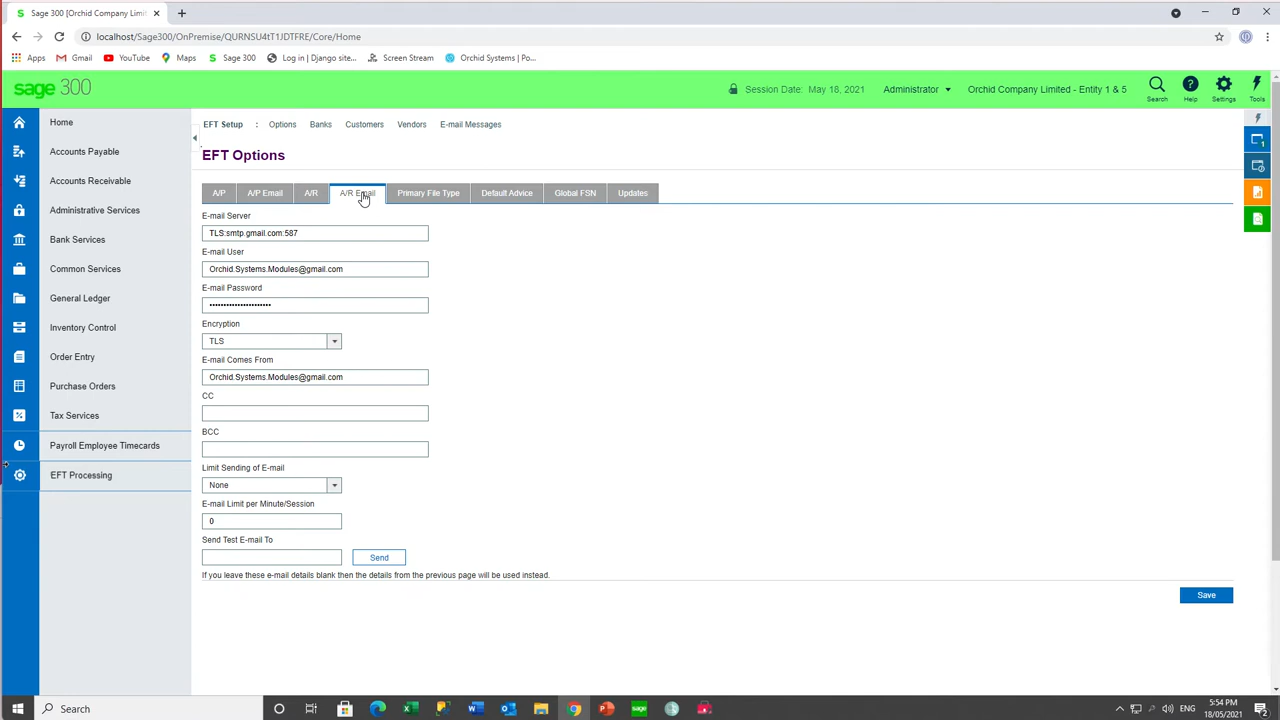 Sage 300 [Orchid Company Limit
localhost/Sage300/OnPremise/QURNSU4tT1JDTFRE/Core/Home
Apps Gmail YouTube Maps Sage 300 Log in | Django site... Screen Stream Orchid Systems | Po...
sage 300
Session Date: May 18, 2021 Administrator Orchid Company Limited - Entity 1 & 5
Search Help Settings Tools
Home
Accounts Payable
Accounts Receivable
Administrative Services
Bank Services
Common Services
General Ledger
Inventory Control
Order Entry
Purchase Orders
Tax Services
Payroll Employee Timecards
EFT Processing
EFT Setup : Options Banks Customers Vendors E-mail Messages
EFT Options
A/P A/P Email A/R A/R Email Primary File Type Default Advice Global FSN Updates
E-mail Server
TLS:smtp.gmail.com:587
E-mail User
Orchid.Systems.Modules@gmail.com
E-mail Password
Encryption
TLS
E-mail Comes From
Orchid.Systems.Modules@gmail.com
CC
BCC
Limit Sending of E-mail
None
E-mail Limit per Minute/Session
0
Send Test E-mail To
Send
If you leave these e-mail details blank then the details from the previous page will be used instead.
Save
1
Search
sage
ENG
5:54 PM
18/05/2021
2